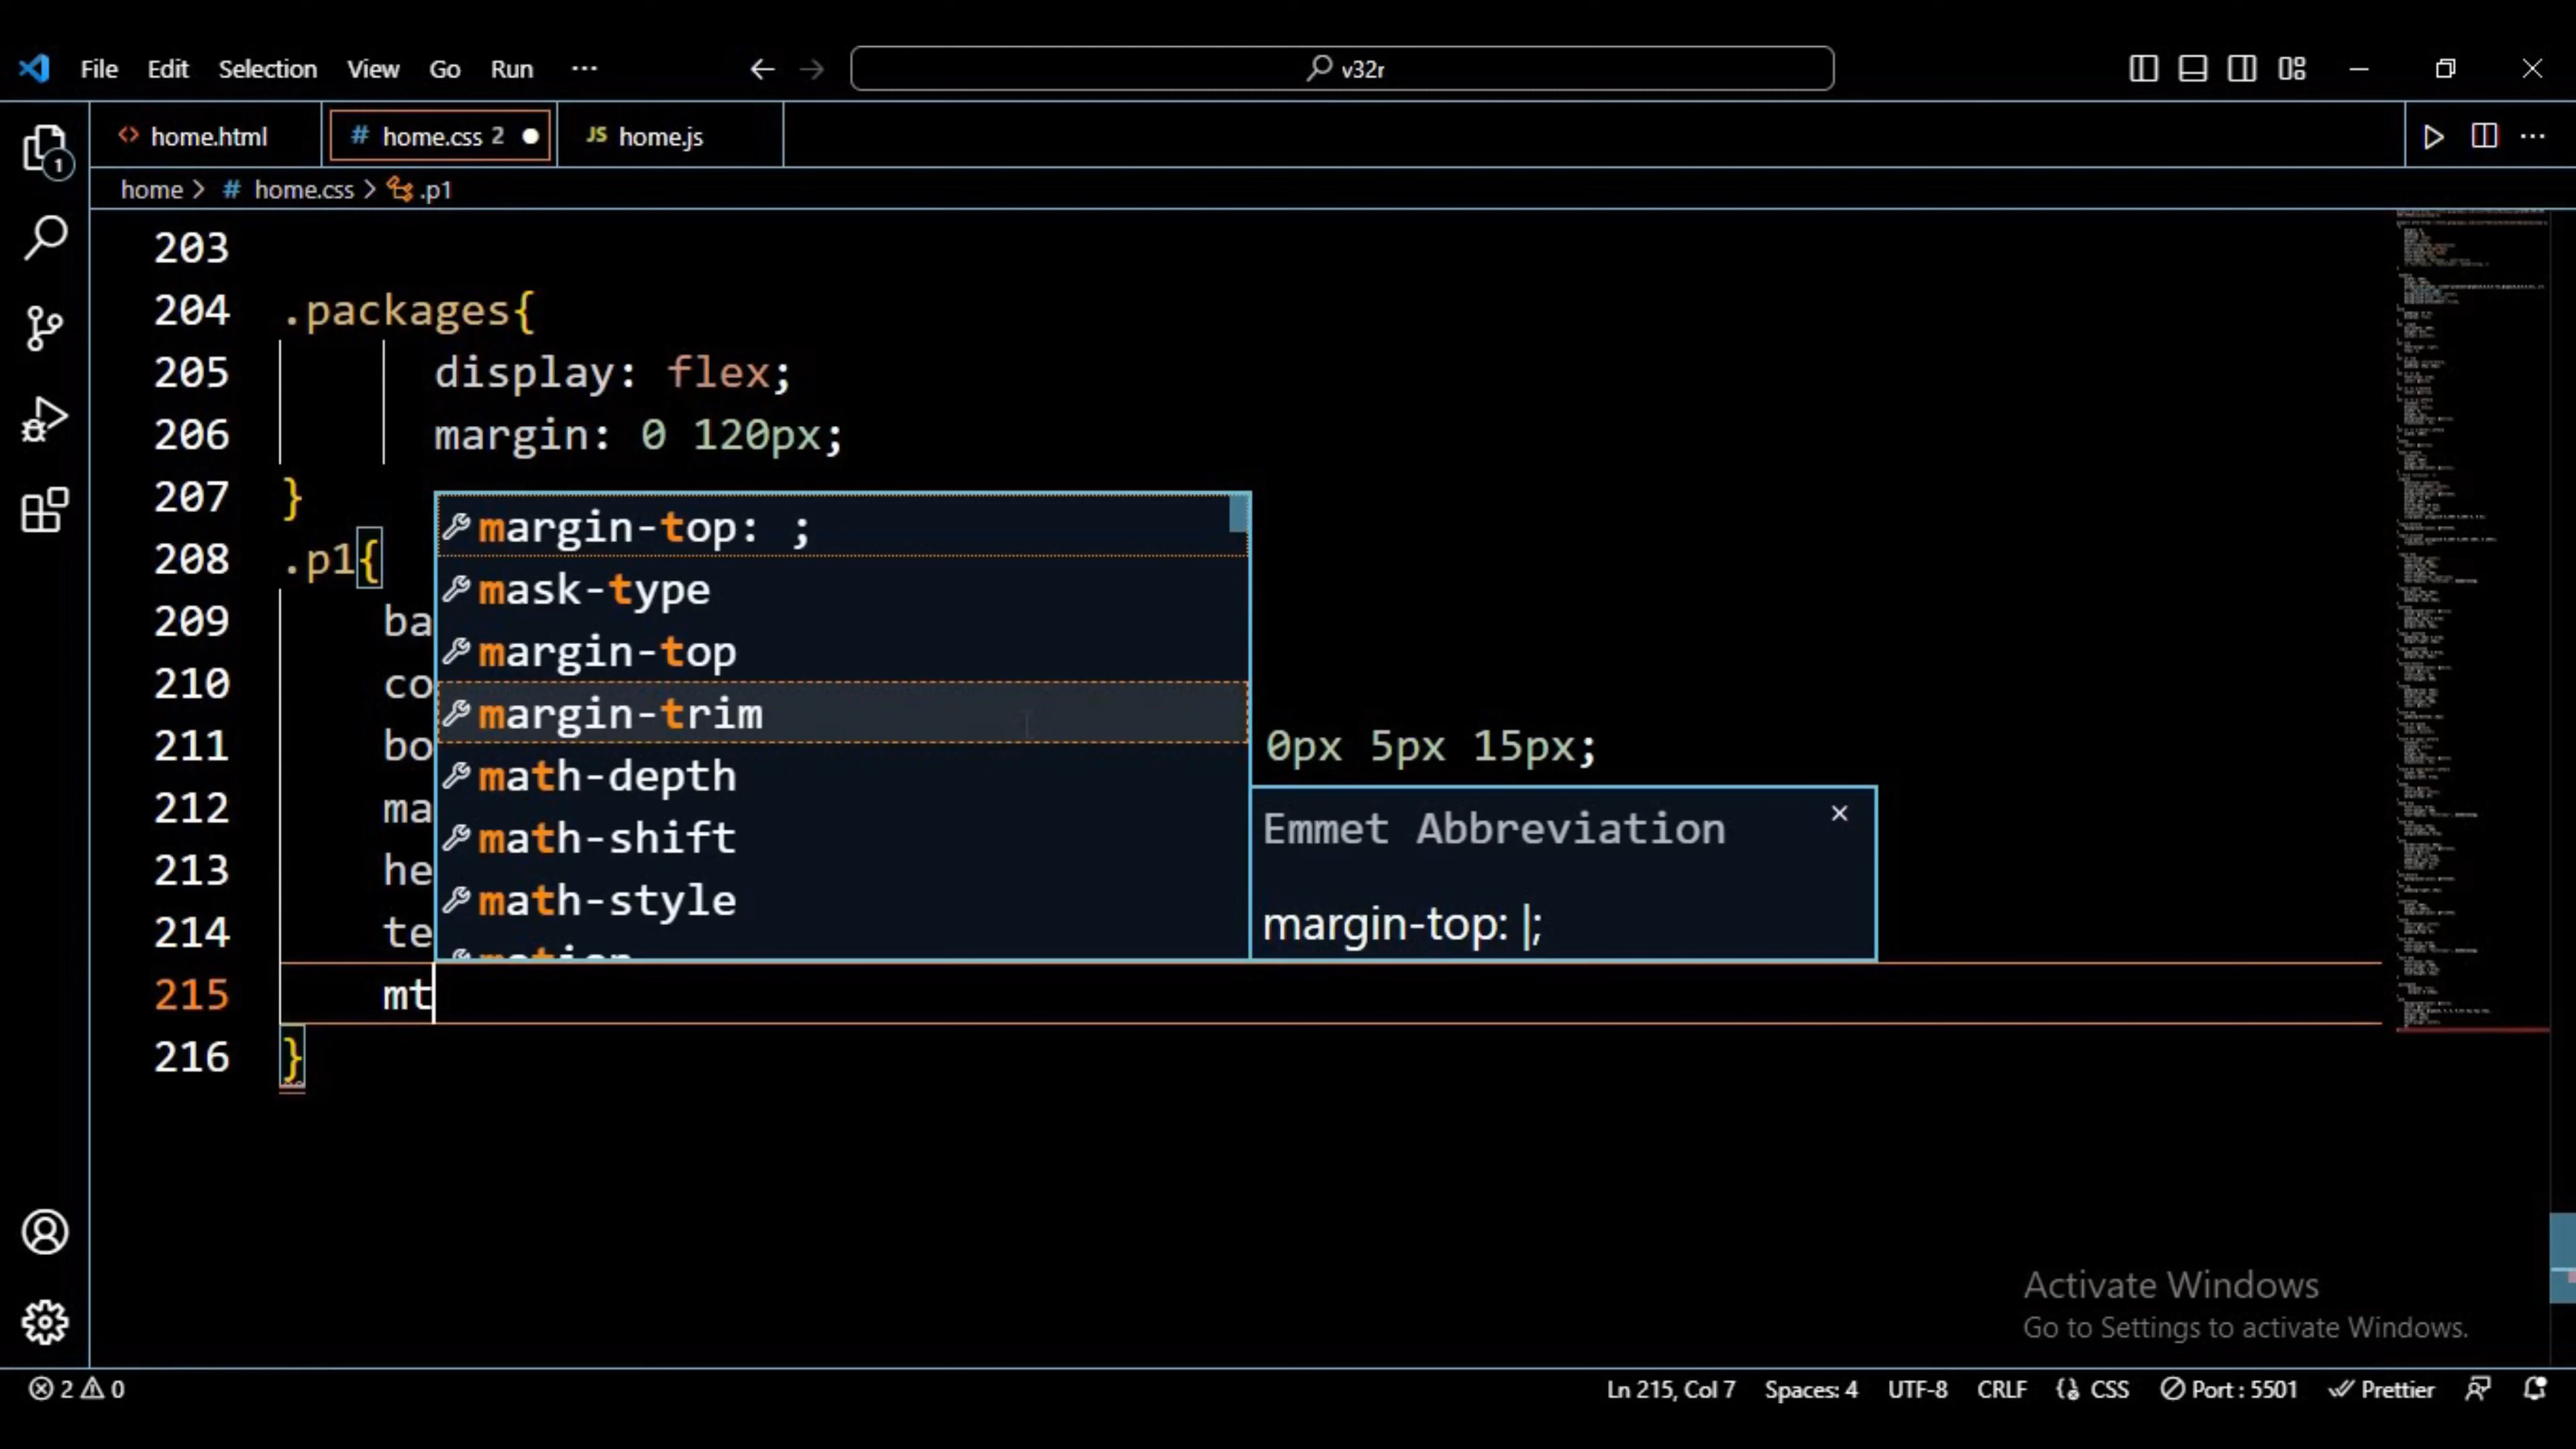 File Edit Selection View Go Run ··· v32r
home.html # home.css 2 JS home.js
home > # home.css > .p1
203
204 .packages{
205 display: flex;
206 margin: 0 120px;
207 }
208 .p1{
209 ba
210 co
211 bo 0px 5px 15px;
212 ma
213 he
214 te
215 mt
216 }
margin-top: ;
mask-type
margin-top
margin-trim
math-depth
math-shift
math-style
Emmet Abbreviation
margin-top: |;
1
Activate Windows
Go to Settings to activate Windows.
2 0 Ln 215, Col 7 Spaces: 4 UTF-8 CRLF CSS Port : 5501 Prettier